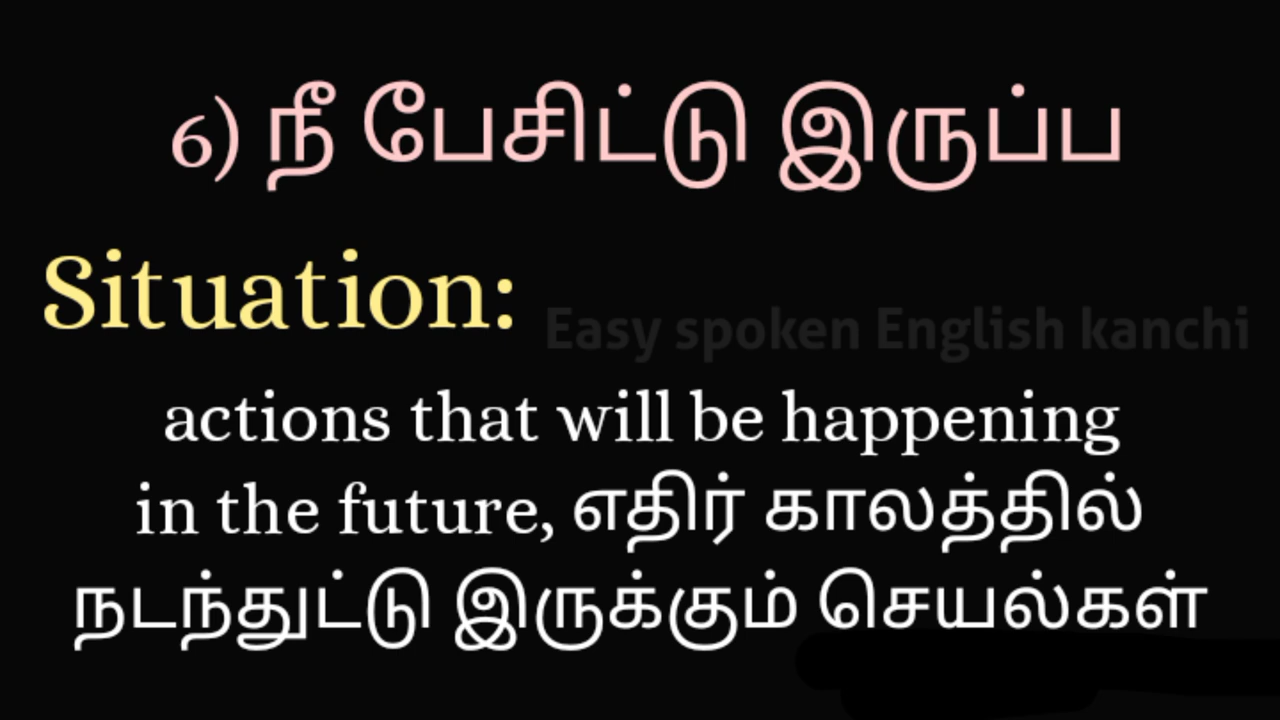 6) நீ பேசிட்டு இருப்ப
Situation:
Easy spoken English kanchi
actions that will be happening
in the future, எதிர் காலத்தில்
நடந்துட்டு இருக்கும் செயல்கள்